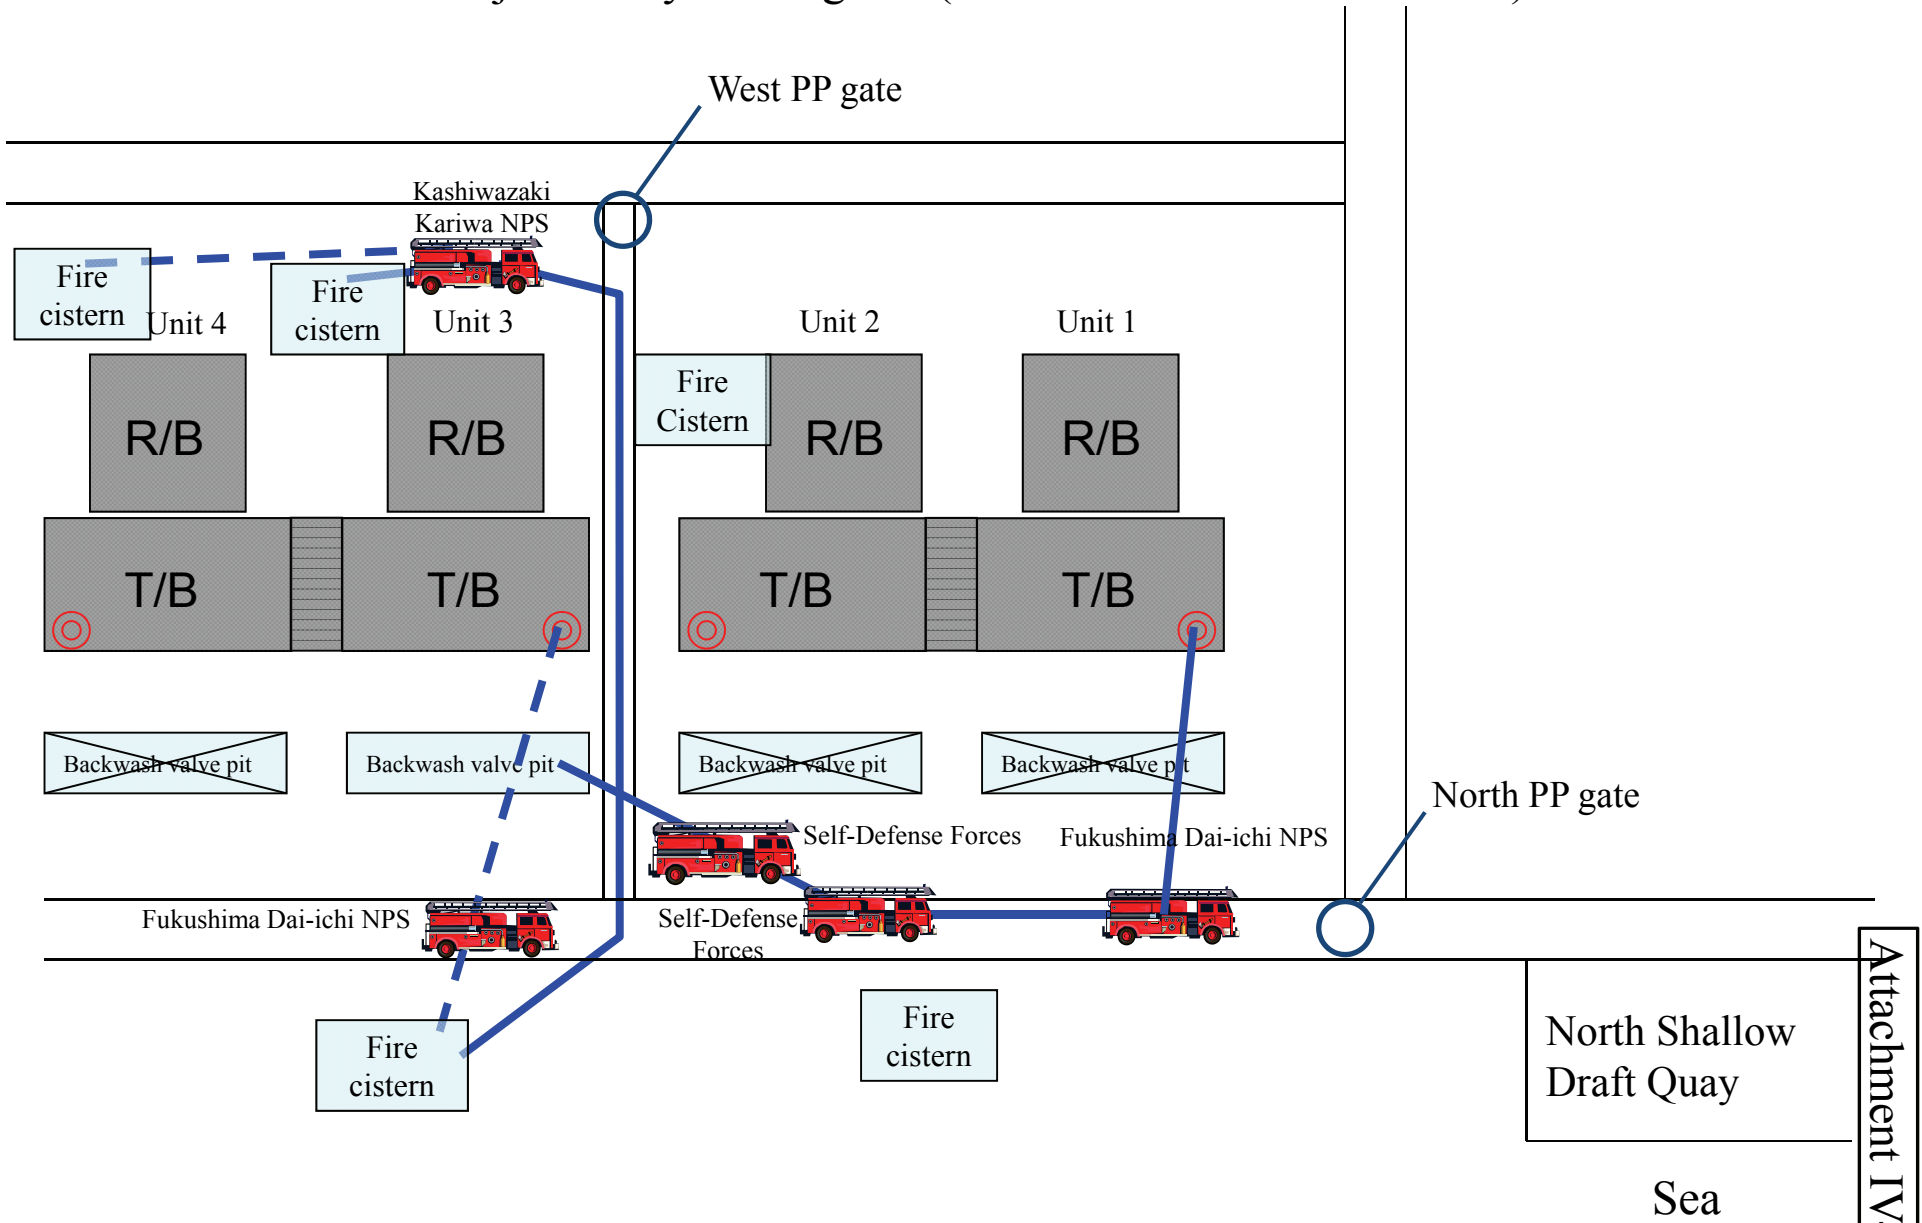 West PP gate
Kashiwazaki
Kariwa NPS
Fire
cistern
Fire
cistern
Unit 4
Unit 3
Unit 2
Unit 1
Fire
Cistern
R/B
R/B
R/B
R/B
T/B
T/B
T/B
T/B
Backwash valve pit
Backwash valve pit
Backwash valve pit
Backwash valve pit
North PP gate
Self-Defense Forces
Fukushima Dai-ichi NPS
Fukushima Dai-ichi NPS
Self-Defense
Forces
Fire
cistern
Fire
cistern
North Shallow
Draft Quay
Sea
Attachment IV